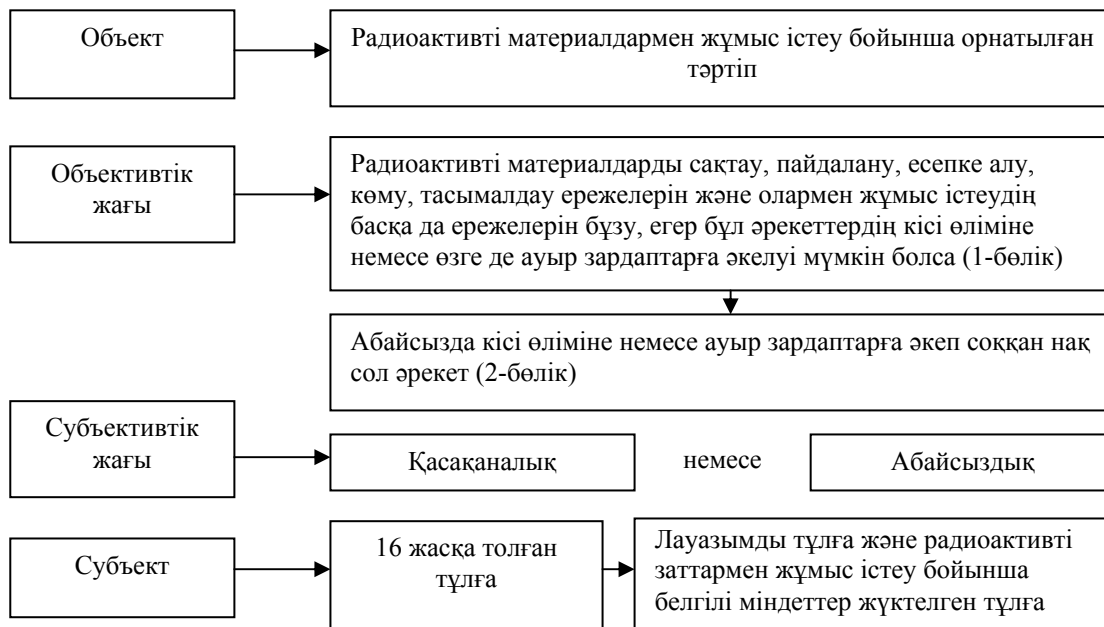 Объект
Радиоактивті материалдармен жұмыс істеу бойынша орнатылған
тәртіп
Объективтік
жағы
Радиоактивті материалдарды сақтау, пайдалану, есепке алу,
көму, тасымалдау ережелерін және олармен жұмыс істеудің
басқа да ережелерін бұзу, егер бұл әрекеттердің кісі өліміне
немесе өзге де ауыр зардаптарға әкелуі мүмкін болса (1-бөлік)
Абайсызда кісі өліміне немесе ауыр зардаптарға әкеп соққан нақ
сол әрекет (2-бөлік)
Субъективтік
жағы
Қасақаналық немесе Абайсыздық
Субъект
16 жасқа толған
тұлға
Лауазымды тұлға және радиоактивті
заттармен жұмыс істеу бойынша
белгілі міндеттер жүктелген тұлға